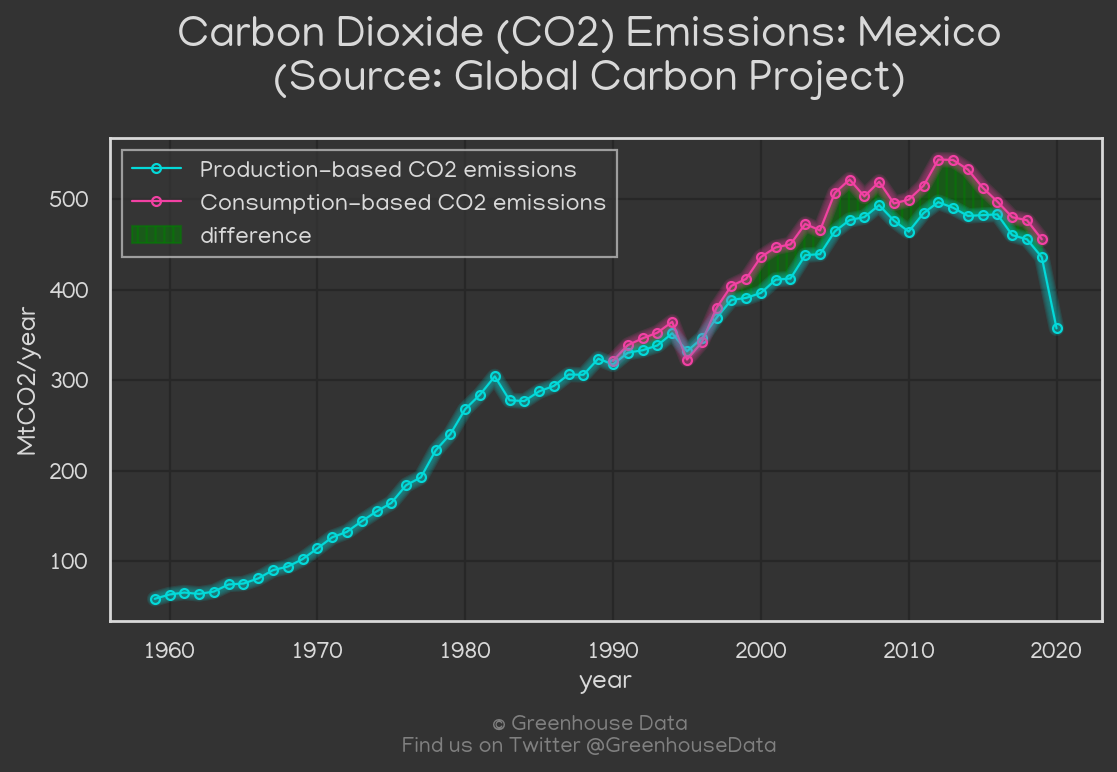 Carbon Dioxide (CO2) Emissions: Mexico
(Source: Global Carbon Project)
Production-based CO2 emissions
Consumption-based CO2 emissions
difference
MtCO2/year
500
400
300
200
100
1960 1970 1980 1990 2000 2010 2020
year
© Greenhouse Data
Find us on Twitter @GreenhouseData